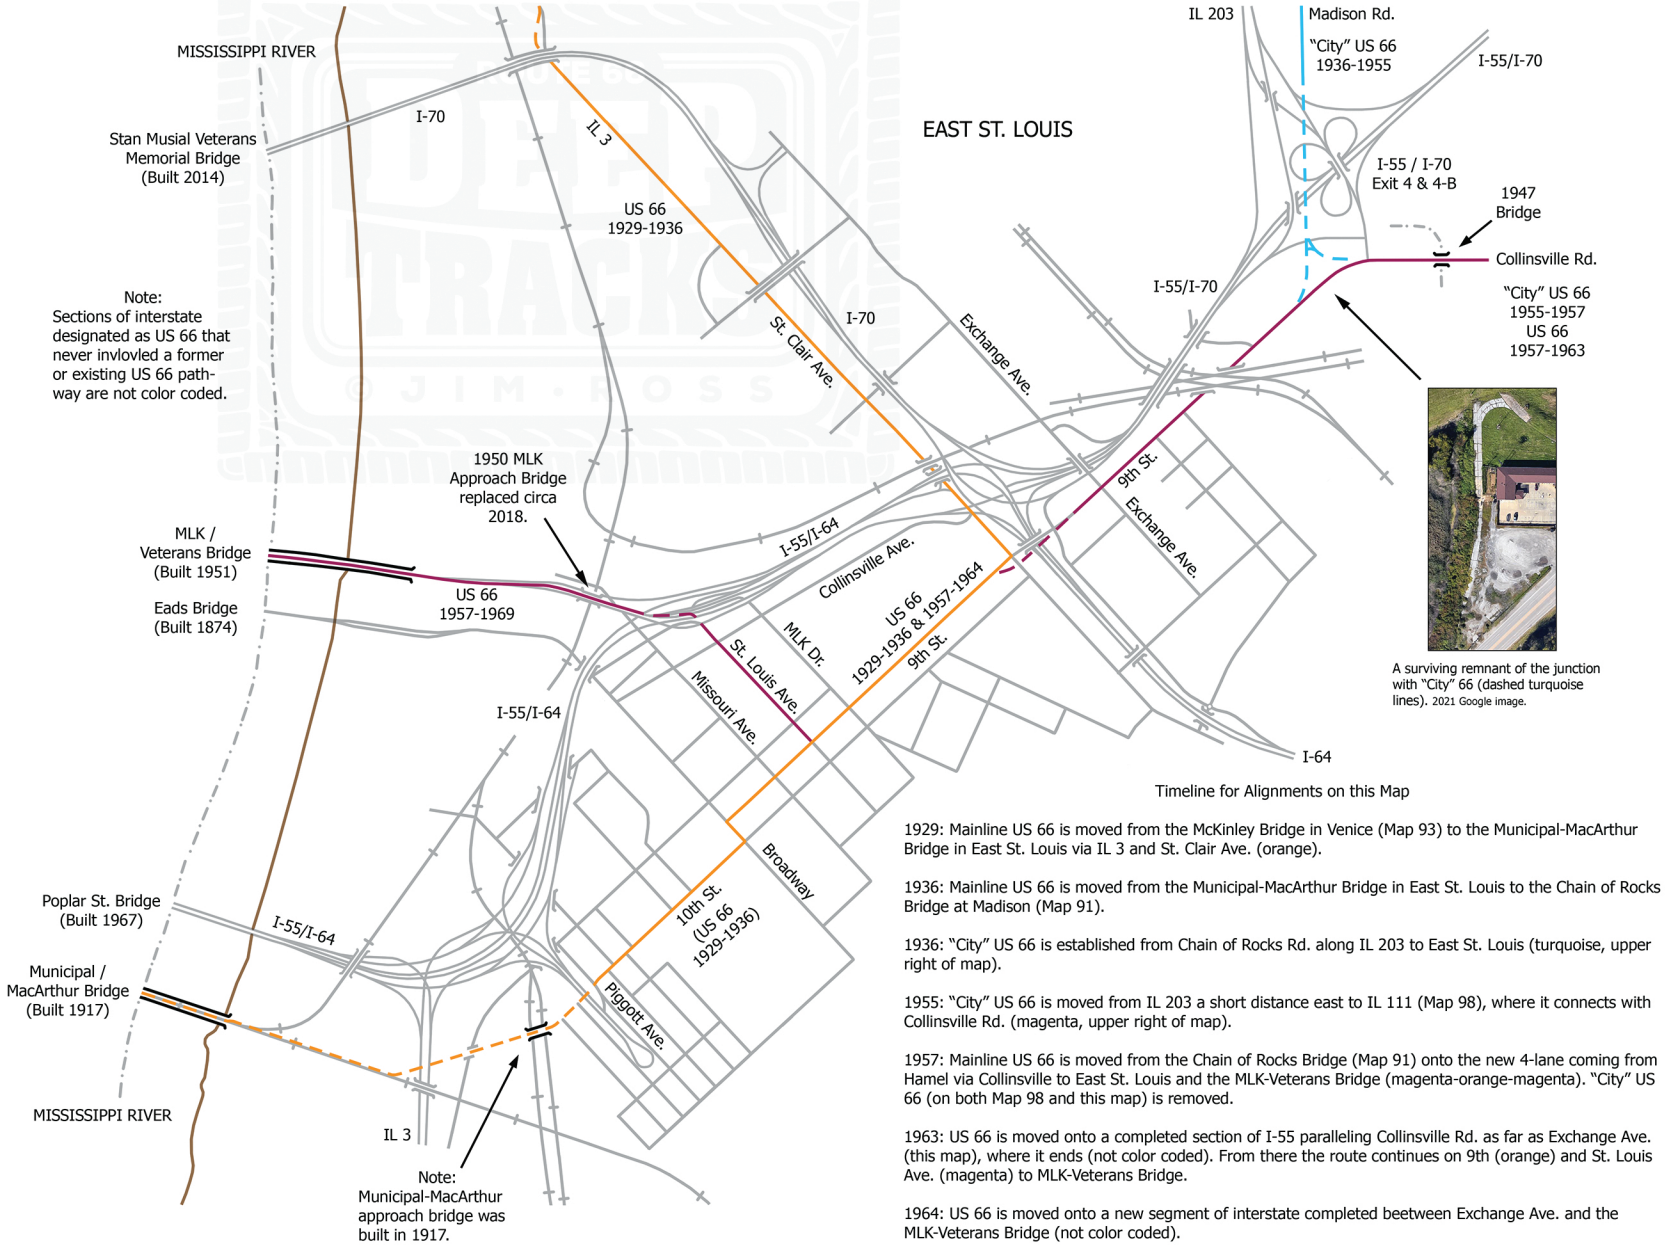 MISSISSIPPI RIVER
Stan Musial Veterans
Memorial Bridge
(Built 2014)
I-70
IL 3
US 66
1929-1936
ROUTE 66
DEEP
TRACKS
© JIM · ROSS
EAST ST. LOUIS
IL 203
Madison Rd.
“City” US 66
1936-1955
I-55/I-70
I-55 / I-70
Exit 4 & 4-B
1947
Bridge
Collinsville Rd.
“City” US 66
1955-1957
US 66
1957-1963
I-55/I-70
Note:
Sections of interstate
designated as US 66 that
never invlovled a former
or existing US 66 path-
way are not color coded.
St. Clair Ave.
I-70
Exchange Ave.
9th St.
Exchange Ave.
1950 MLK
Approach Bridge
replaced circa
2018.
I-55/I-64
Collinsville Ave.
MLK /
Veterans Bridge
(Built 1951)
US 66
1957-1969
Eads Bridge
(Built 1874)
US 66
1929-1936 & 1957-1964
9th St.
MLK Dr.
St. Louis Ave.
Missouri Ave.
I-55/I-64
A surviving remnant of the junction
with “City” 66 (dashed turquoise
lines). 2021 Google image.
I-64
Broadway
10th St.
(US 66
1929-1936)
Piggott Ave.
Poplar St. Bridge
(Built 1967)
I-55/I-64
Municipal /
MacArthur Bridge
(Built 1917)
MISSISSIPPI RIVER
IL 3
Note:
Municipal-MacArthur
approach bridge was
built in 1917.
Timeline for Alignments on this Map
1929: Mainline US 66 is moved from the McKinley Bridge in Venice (Map 93) to the Municipal-MacArthur
Bridge in East St. Louis via IL 3 and St. Clair Ave. (orange).
1936: Mainline US 66 is moved from the Municipal-MacArthur Bridge in East St. Louis to the Chain of Rocks
Bridge at Madison (Map 91).
1936: “City” US 66 is established from Chain of Rocks Rd. along IL 203 to East St. Louis (turquoise, upper
right of map).
1955: “City” US 66 is moved from IL 203 a short distance east to IL 111 (Map 98), where it connects with
Collinsville Rd. (magenta, upper right of map).
1957: Mainline US 66 is moved from the Chain of Rocks Bridge (Map 91) onto the new 4-lane coming from
Hamel via Collinsville to East St. Louis and the MLK-Veterans Bridge (magenta-orange-magenta). “City” US
66 (on both Map 98 and this map) is removed.
1963: US 66 is moved onto a completed section of I-55 paralleling Collinsville Rd. as far as Exchange Ave.
(this map), where it ends (not color coded). From there the route continues on 9th (orange) and St. Louis
Ave. (magenta) to MLK-Veterans Bridge.
1964: US 66 is moved onto a new segment of interstate completed beetween Exchange Ave. and the
MLK-Veterans Bridge (not color coded).